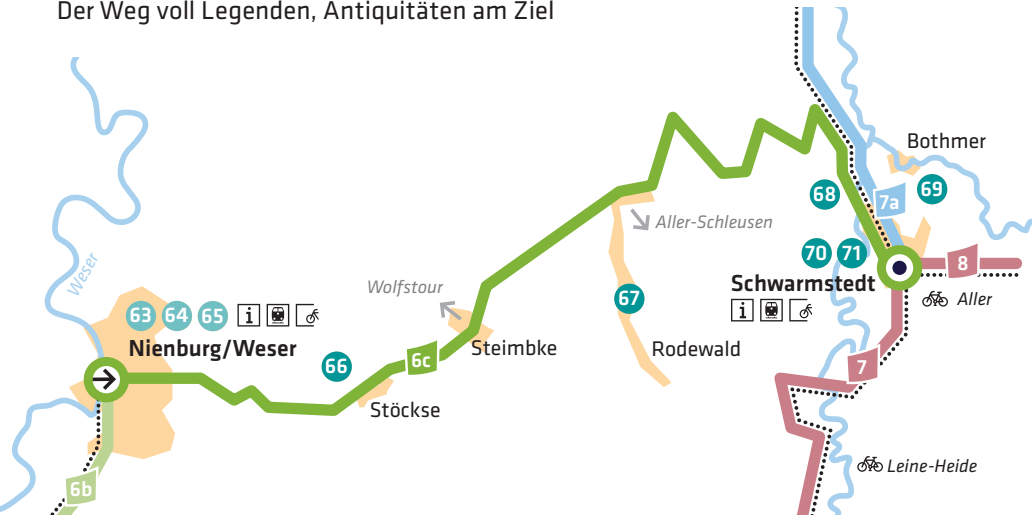 Der Weg voll Legenden, Antiquitäten am Ziel
Bothmer
68
69
7a
Aller-Schleusen
Weser
70 71
8
Wolfstour
Schwarmstedt
67
i
Aller
63 64 65 i
Nienburg/Weser
Steimbke
Rodewald
66
6c
7
Stöckse
Leine-Heide
6b